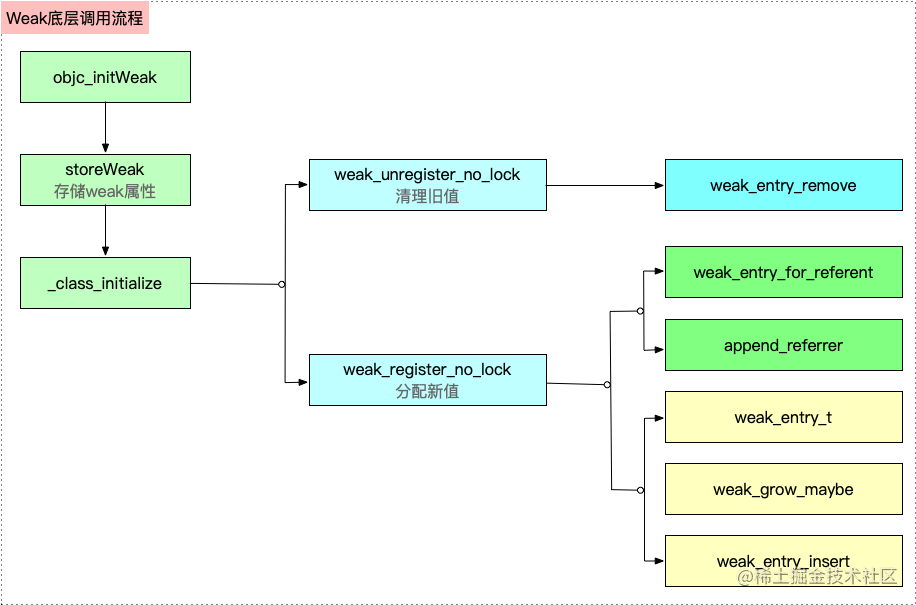 Weak底层调用流程
objc_initWeak
storeWeak
存储weak属性
_class_initialize
weak_unregister_no_lock
清理旧值
weak_register_no_lock
分配新值
weak_entry_remove
weak_entry_for_referent
append_referrer
weak_entry_t
weak_grow_maybe
weak_entry_insert
@稀土掘金技术社区